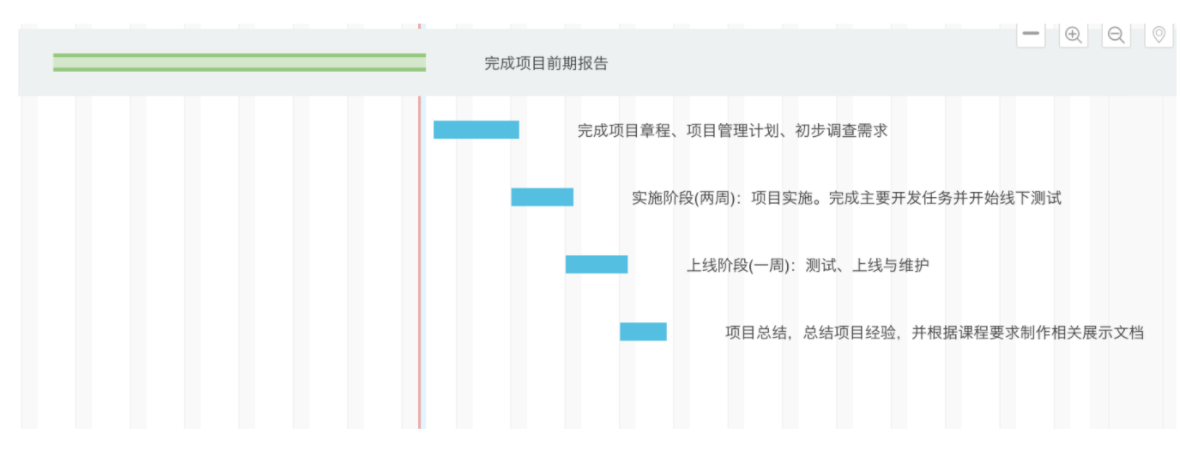 完成项目前期报告
完成项目章程、项目管理计划、初步调查需求
实施阶段(两周)：项目实施。完成主要开发任务并开始线下测试
上线阶段(一周)：测试、上线与维护
项目总结，总结项目经验，并根据课程要求制作相关展示文档